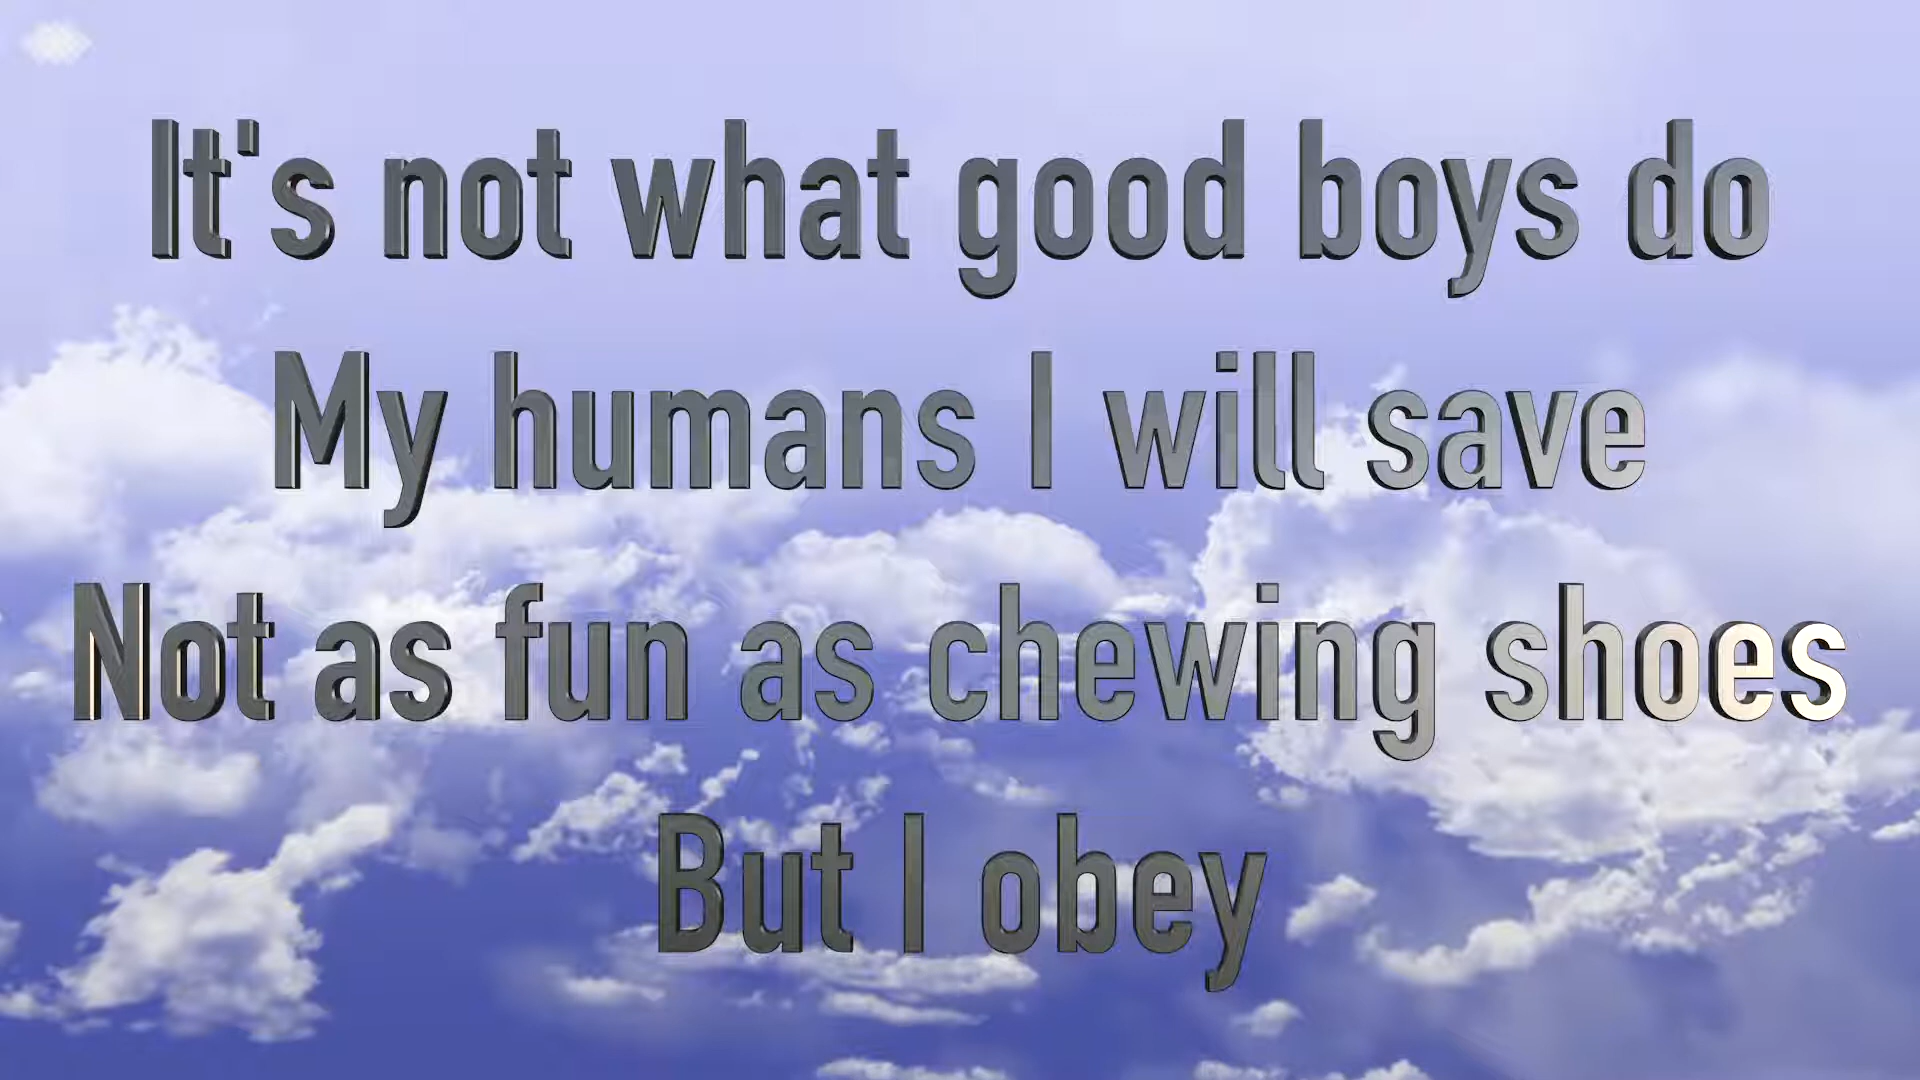 It's not what good boys do
My humans I will save
Not as fun as chewing shoes
But I obey